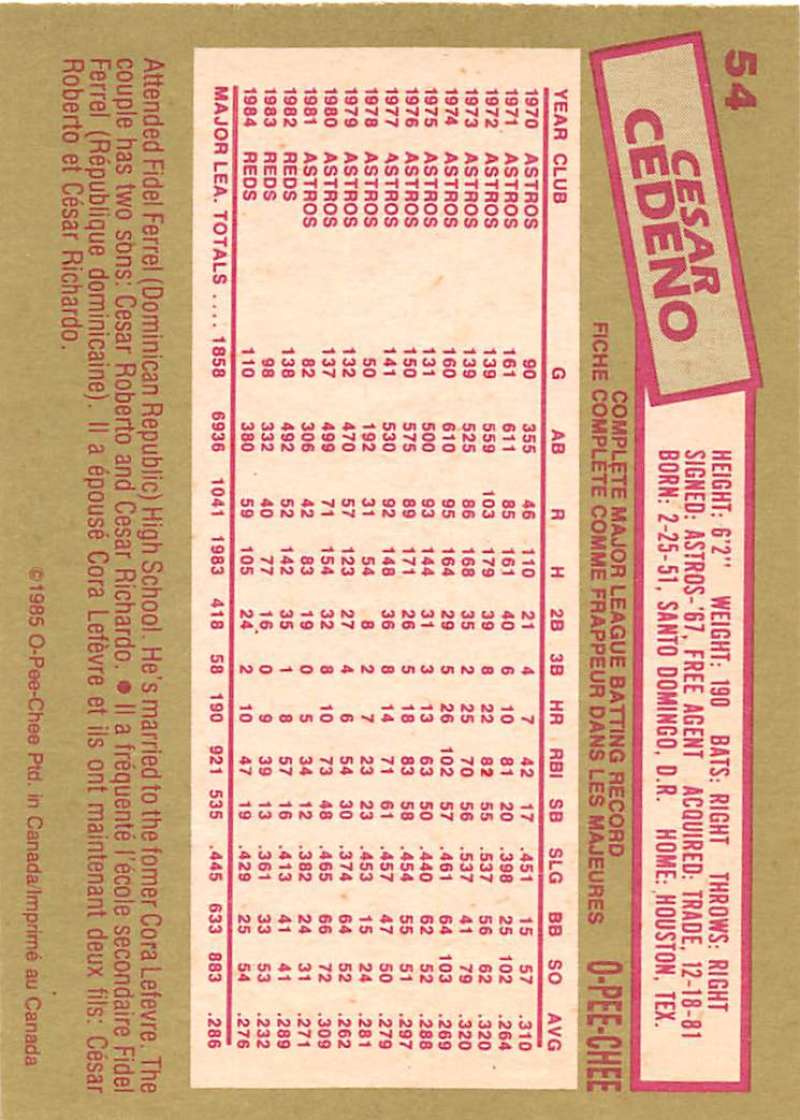 54
CESAR
CEDENO
HEIGHT: 6'2" WEIGHT: 190 BATS: RIGHT THROWS: RIGHT
SIGNED: ASTROS-'67, FREE AGENT ACQUIRED: TRADE, 12-18-81
BORN: 2-25-51, SANTO DOMINGO, D.R. HOME: HOUSTON, TEX.
COMPLETE MAJOR LEAGUE BATTING RECORD
FICHE COMPLÈTE COMME FRAPPEUR DANS LES MAJEURES
O-PEE-CHEE
YEAR CLUB G AB R H 2B 3B HR RBI SB SLG BB SO AVG
1970 ASTROS 90 355 46 110 21 4 7 42 17 .451 15 57 .310
1971 ASTROS 161 611 85 161 40 6 10 81 20 .398 25 102 .264
1972 ASTROS 139 559 103 179 39 8 22 82 55 .537 56 62 .320
1973 ASTROS 139 525 86 168 35 2 25 70 56 .537 41 79 .320
1974 ASTROS 160 610 95 164 29 5 26 102 57 .461 64 103 .269
1975 ASTROS 131 500 93 144 31 3 13 63 50 .440 62 52 .288
1976 ASTROS 150 575 89 171 26 5 18 83 58 .454 55 51 .297
1977 ASTROS 141 530 92 148 36 8 14 71 61 .457 47 50 .279
1978 ASTROS 50 192 31 54 8 2 7 23 23 .453 15 24 .281
1979 ASTROS 132 470 57 123 27 4 6 54 30 .374 64 52 .262
1980 ASTROS 137 499 71 154 32 8 10 73 48 .465 66 72 .309
1981 ASTROS 82 306 42 83 19 0 5 34 12 .382 24 31 .271
1982 REDS 138 492 52 142 35 1 8 57 16 .413 41 41 .289
1983 REDS 98 332 40 77 16 0 9 39 13 .361 33 53 .232
1984 REDS 110 380 59 105 24 2 10 47 19 .429 25 54 .276
MAJOR LEA. TOTALS .... 1858 6936 1041 1983 418 58 190 921 535 .445 633 883 .286
Attended Fidel Ferrel (Dominican Republic) High School. He's married to the fomer Cora Lefevre. The
couple has two sons: Cesar Roberto and Cesar Richardo. ● Il a fréquenté l'école secondaire Fidel
Ferrel (République dominicaine). Il a épousé Cora Lefèvre et ils ont maintenant deux fils: César
Roberto et César Richardo.
©1985 O-Pee-Chee Ptd. in Canada/Imprimé au Canada